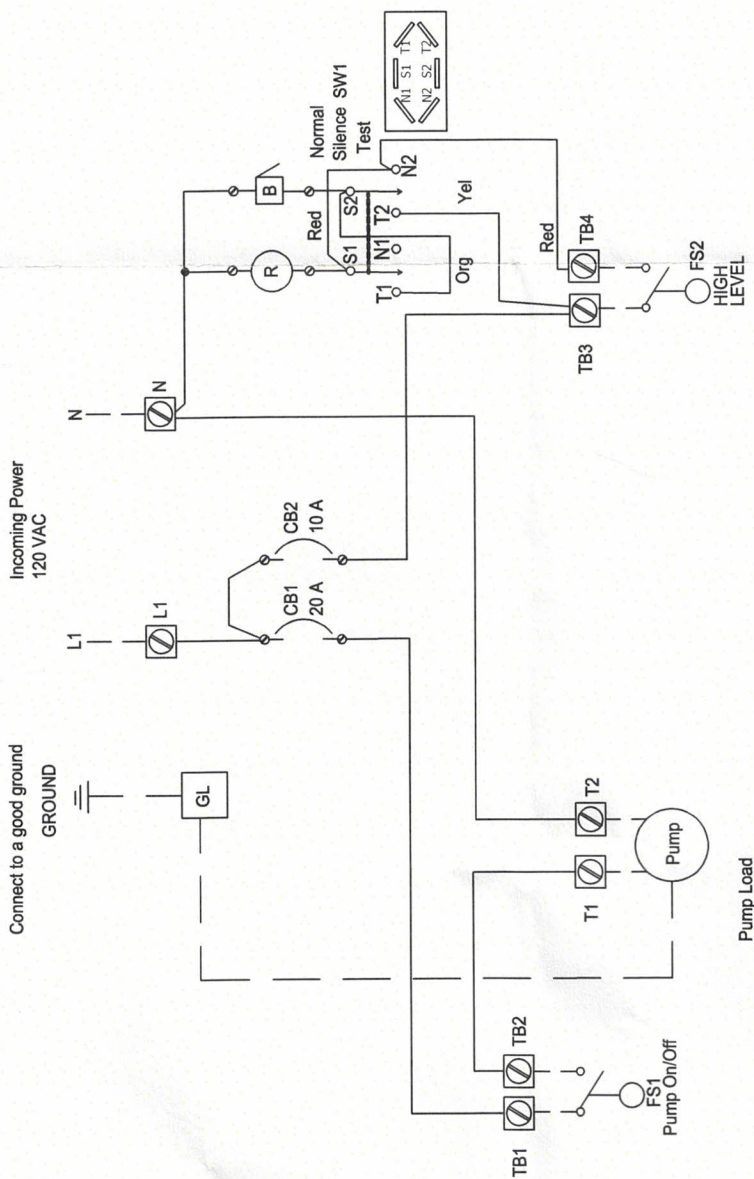 Connect to a good ground
GROUND
GL
Incoming Power
120 VAC
L1
L1
N
N
CB1
20 A
CB2
10 A
R
B
Red
Normal
Silence SW1
Test
S1
S2
T1
N1
T2
N2
Org
Yel
Red
N1 S1 T1
N2 S2 T2
TB1
TB2
FS1
Pump On/Off
T1
T2
Pump
Pump Load
TB3
TB4
FS2
HIGH
LEVEL